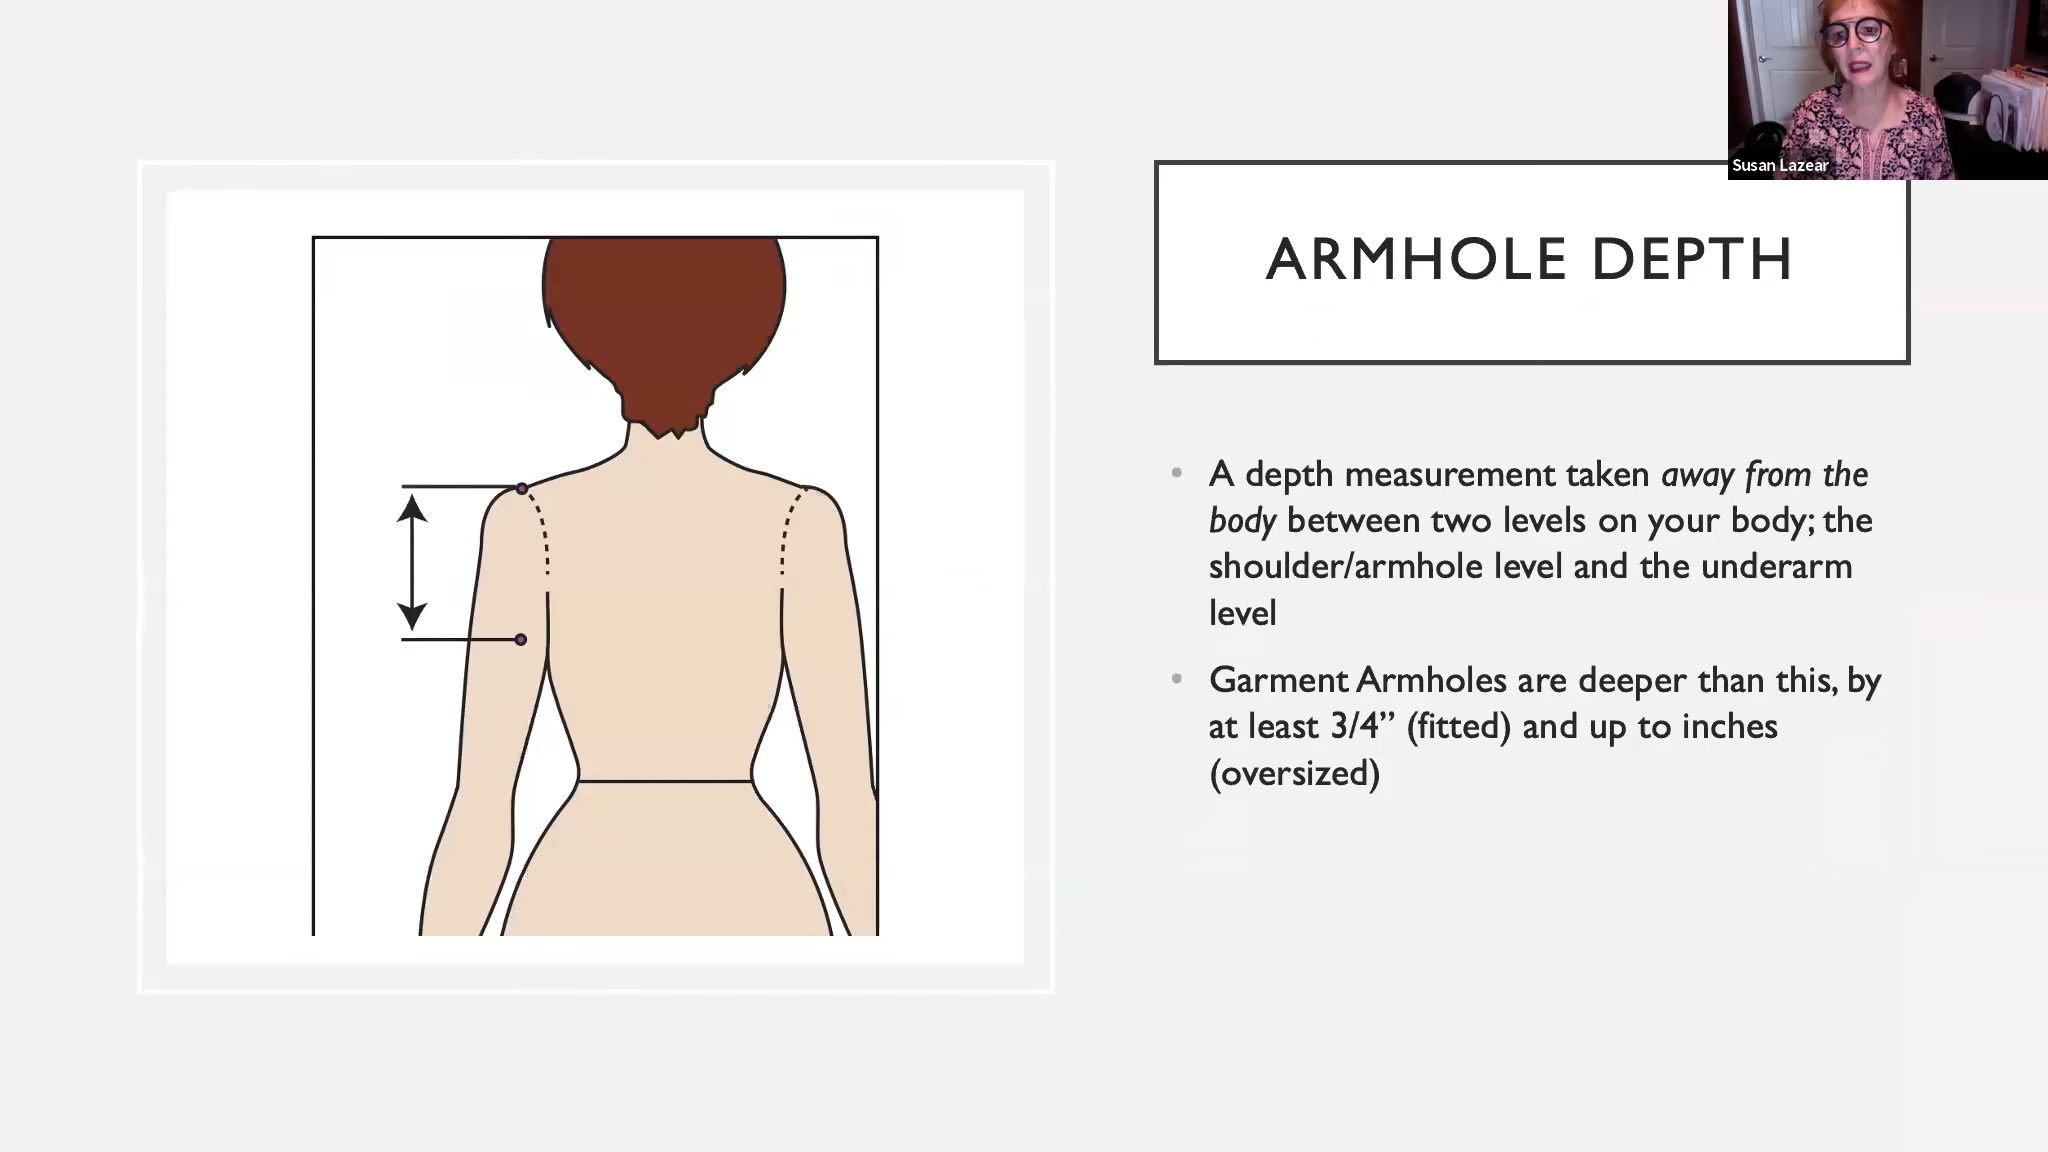 Susan Lazear
ARMHOLE DEPTH
• A depth measurement taken away from the
body between two levels on your body; the
shoulder/armhole level and the underarm
level
• Garment Armholes are deeper than this, by
at least 3/4” (fitted) and up to inches
(oversized)